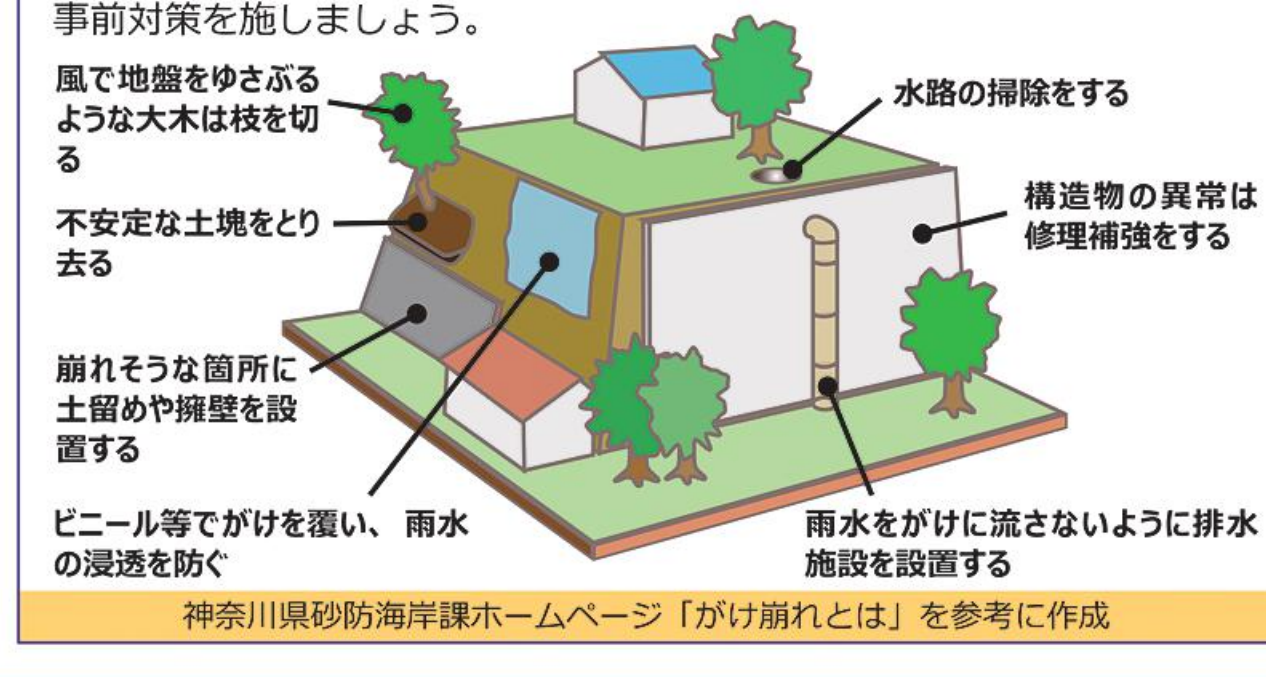 事前対策を施しましょう。
風で地盤をゆさぶる
ような大木は枝を切
る
水路の掃除をする
不安定な土塊をとり
去る
構造物の異常は
修理補強をする
崩れそうな箇所に
土留めや擁壁を設
置する
ビニール等でがけを覆い、 雨水
の浸透を防ぐ
雨水をがけに流さないように排水
施設を設置する
神奈川県砂防海岸課ホームページ「がけ崩れとは」を参考に作成